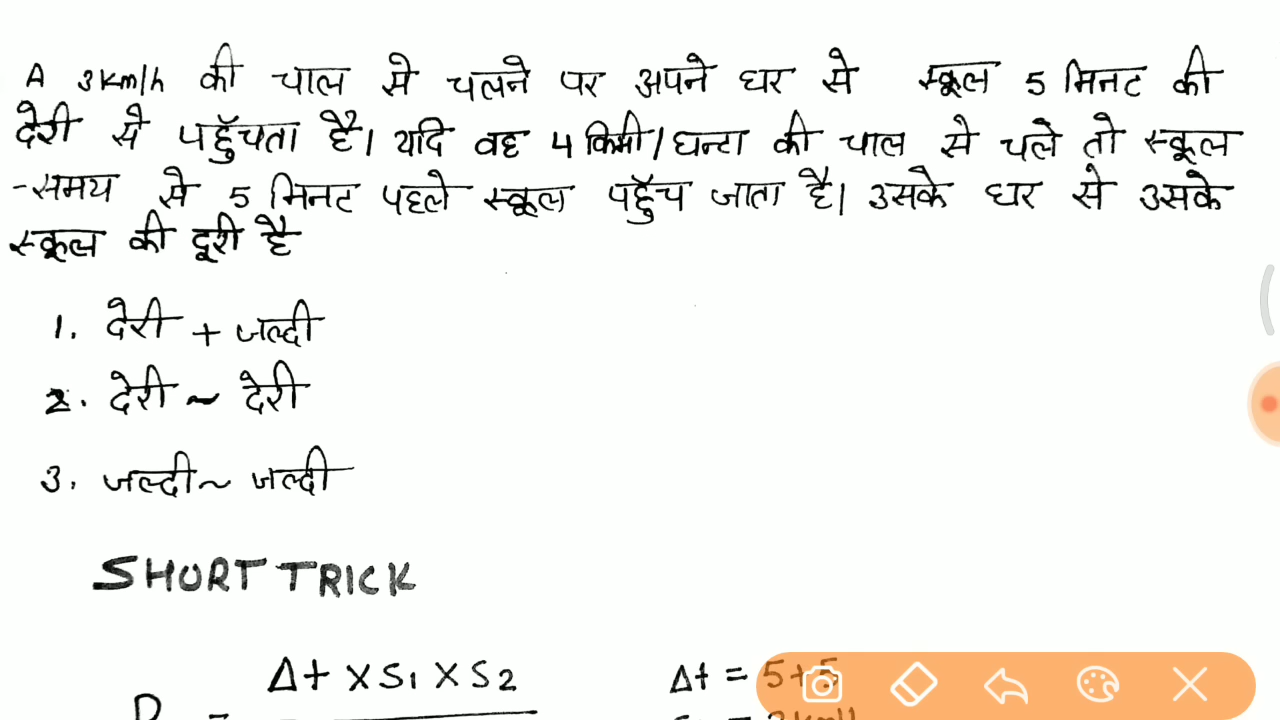 A 3km/h की चाल से चलने पर अपने घर से स्कूल 5 मिनट की
देरी से पहुँचता है। यदि वह 4 किमी/घन्टा की चाल से चले तो स्कूल
-समय से 5 मिनट पहले स्कूल पहुँच जाता है। उसके घर से उसके
स्कूल की दूरी है
1. देरी + जल्दी
2. देरी ~ देरी
3. जल्दी ~ जल्दी
SHORT TRICK
Δt X S1 X S2
Δt = 5+5
D =